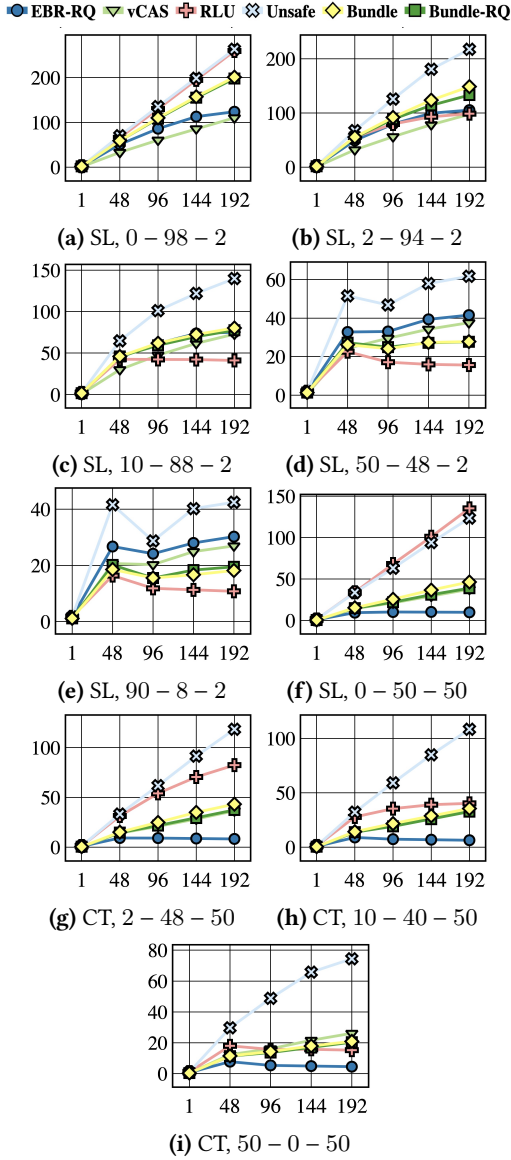 EBR-RQ vCAS RLU Unsafe Bundle Bundle-RQ
200
100
0
1 48 96 144 192
(a) SL, 0 − 98 − 2
200
100
0
1 48 96 144 192
(b) SL, 2 − 94 − 2
150
100
50
0
1 48 96 144 192
(c) SL, 10 − 88 − 2
60
40
20
0
1 48 96 144 192
(d) SL, 50 − 48 − 2
40
20
0
1 48 96 144 192
(e) SL, 90 − 8 − 2
150
100
50
0
1 48 96 144 192
(f) SL, 0 − 50 − 50
100
50
0
1 48 96 144 192
(g) CT, 2 − 48 − 50
100
50
0
1 48 96 144 192
(h) CT, 10 − 40 − 50
80
60
40
20
0
1 48 96 144 192
(i) CT, 50 − 0 − 50